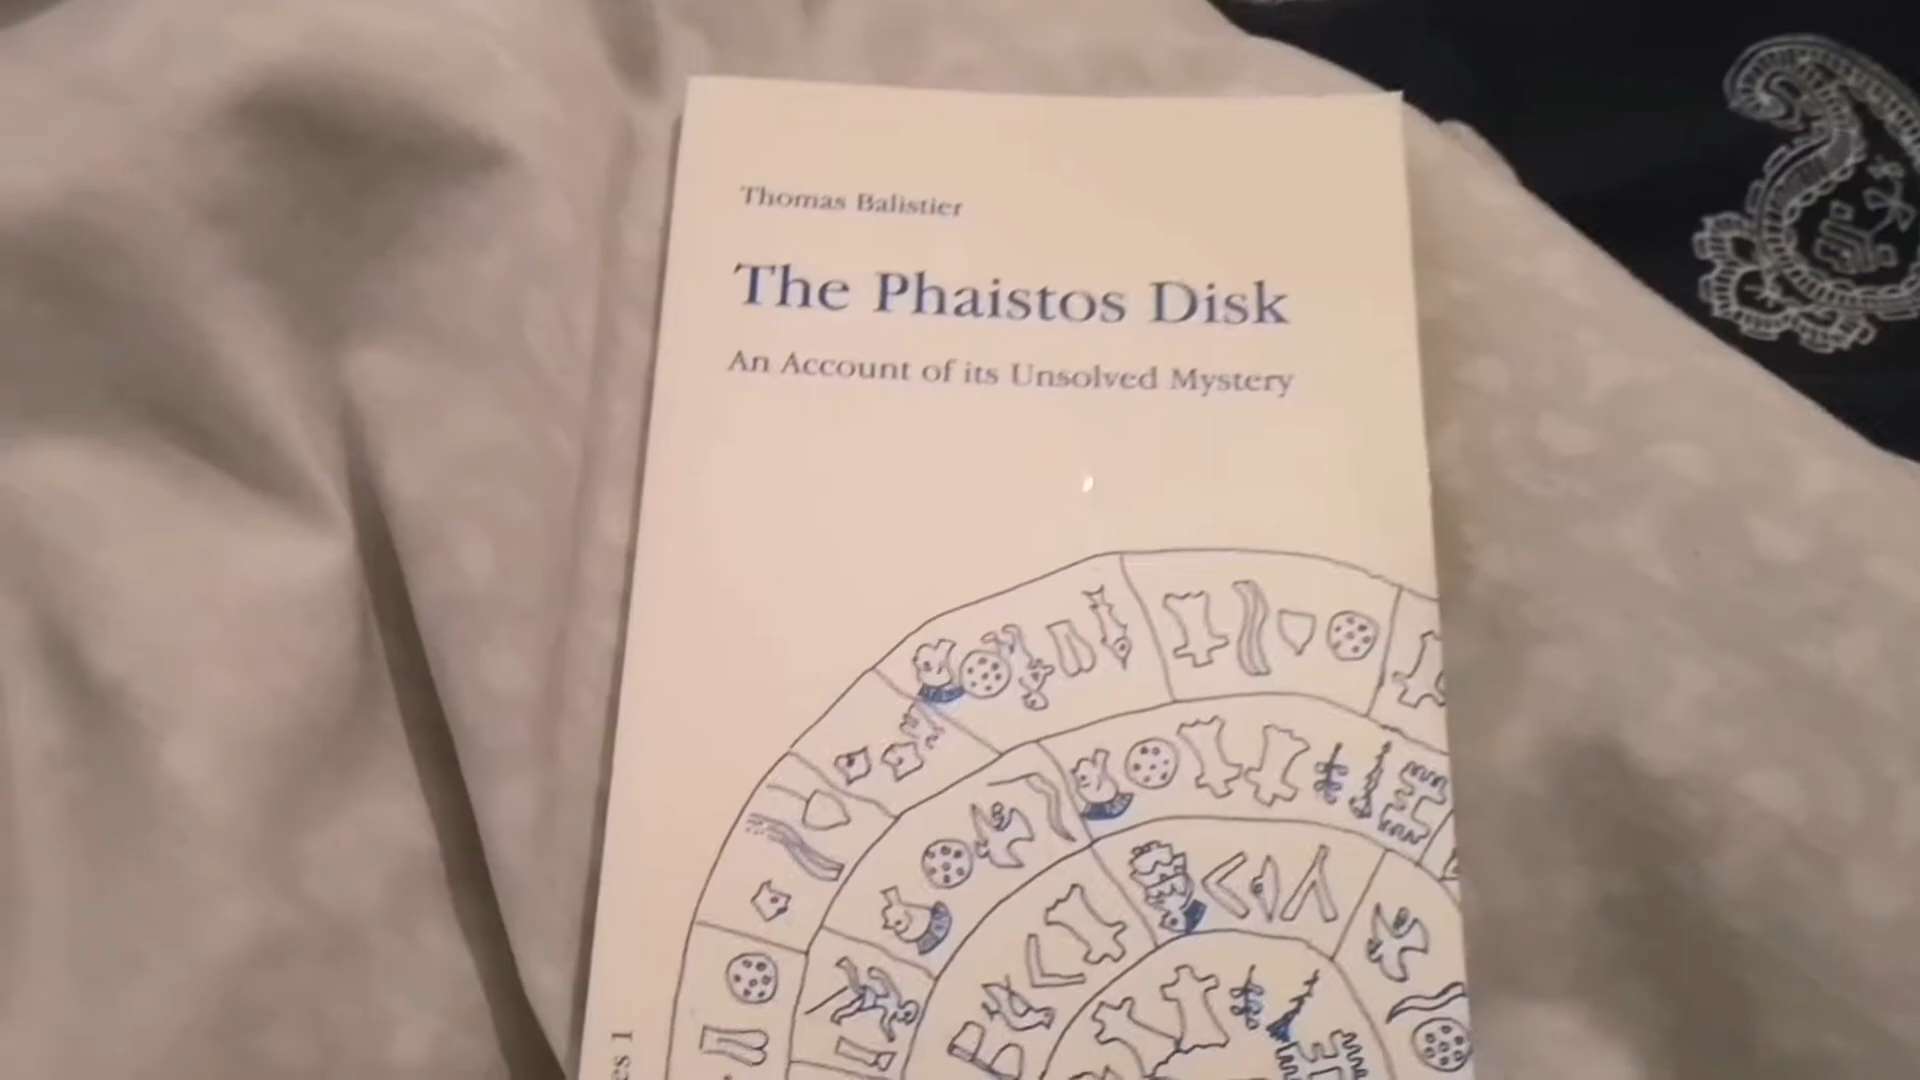 Thomas Balistier
The Phaistos Disk
An Account of its Unsolved Mystery